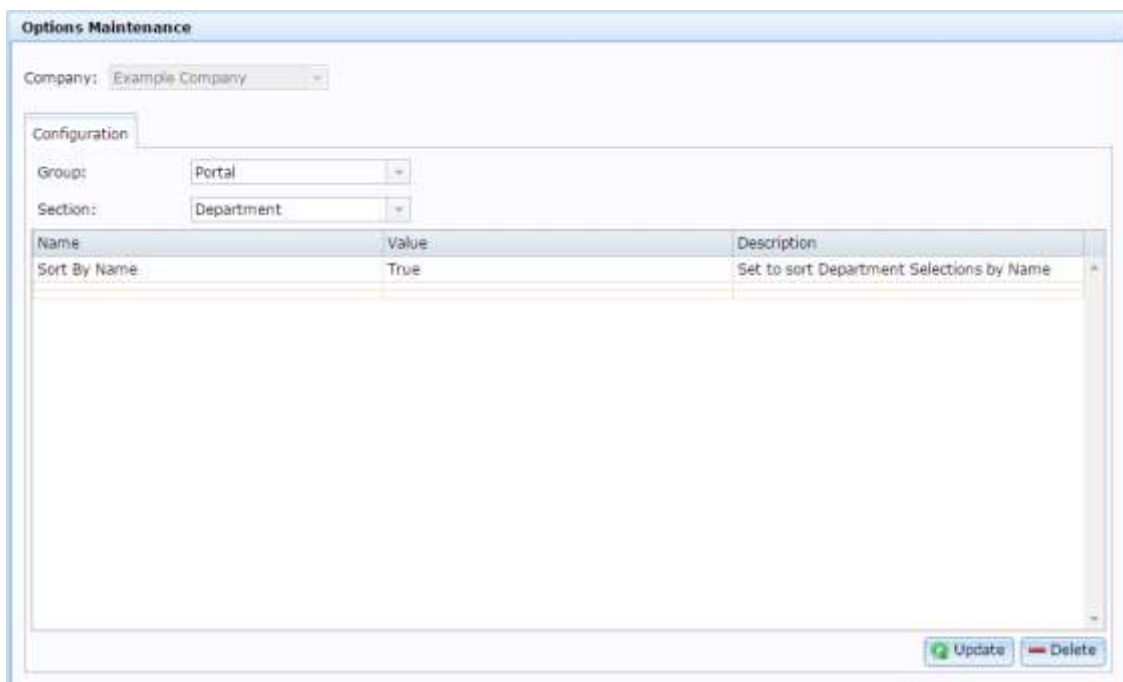 Options Maintenance
Company: Example Company
Configuration
Group: Portal
Section: Department
Name Value Description
Sort By Name True Set to sort Department Selections by Name
Update Delete